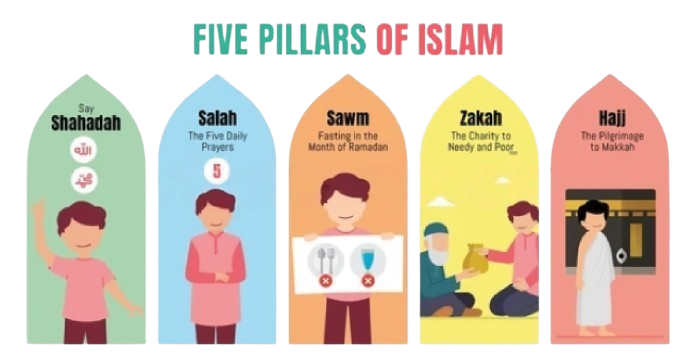 FIVE PILLARS OF ISLAM
Say
Shahadah
الله
محمد
Salah
The Five Daily
Prayers
5
Sawm
Fasting in the
Month of Ramadan
Zakah
The Charity to
Needy and Poor
Hajj
The Pilgrimage
to Makkah